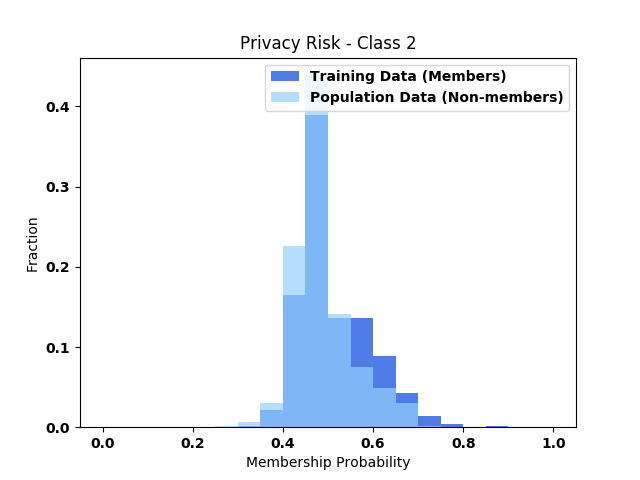 Privacy Risk - Class 2
Training Data (Members)
Population Data (Non-members)
Fraction
0.4
0.3
0.2
0.1
0.0
0.0 0.2 0.4 0.6 0.8 1.0
Membership Probability